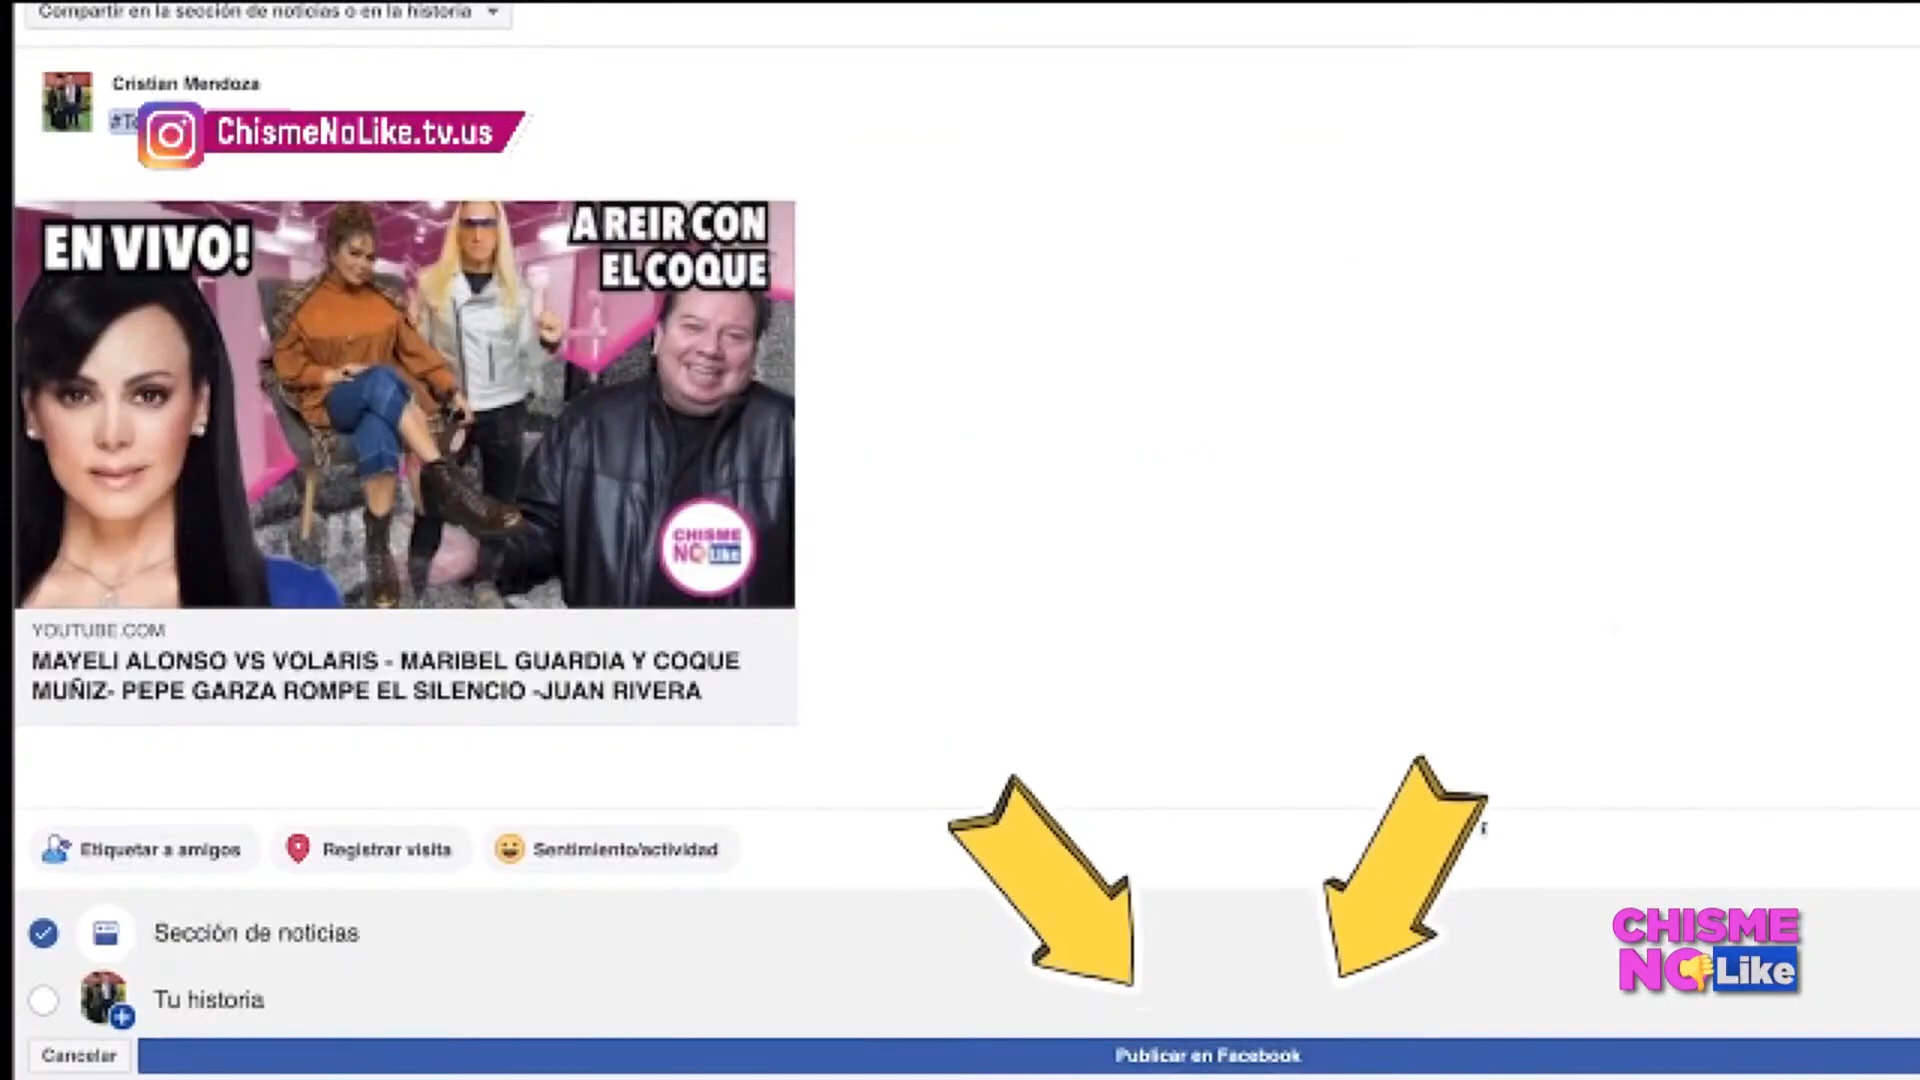 Compartir en la sección de noticias o en la historia
Cristian Mendoza
ChismeNoLike.tv.us
EN VIVO!
A REIR CON
EL COQUE
CHISME
NO Like
YOUTUBE.COM
MAYELI ALONSO VS VOLARIS - MARIBEL GUARDIA Y COQUE
MUÑIZ- PEPE GARZA ROMPE EL SILENCIO -JUAN RIVERA
Etiquetar a amigos
Registrar visita
Sentimiento/actividad
Sección de noticias
Tu historia
CHISME
NO Like
Cancelar
Publicar en Facebook